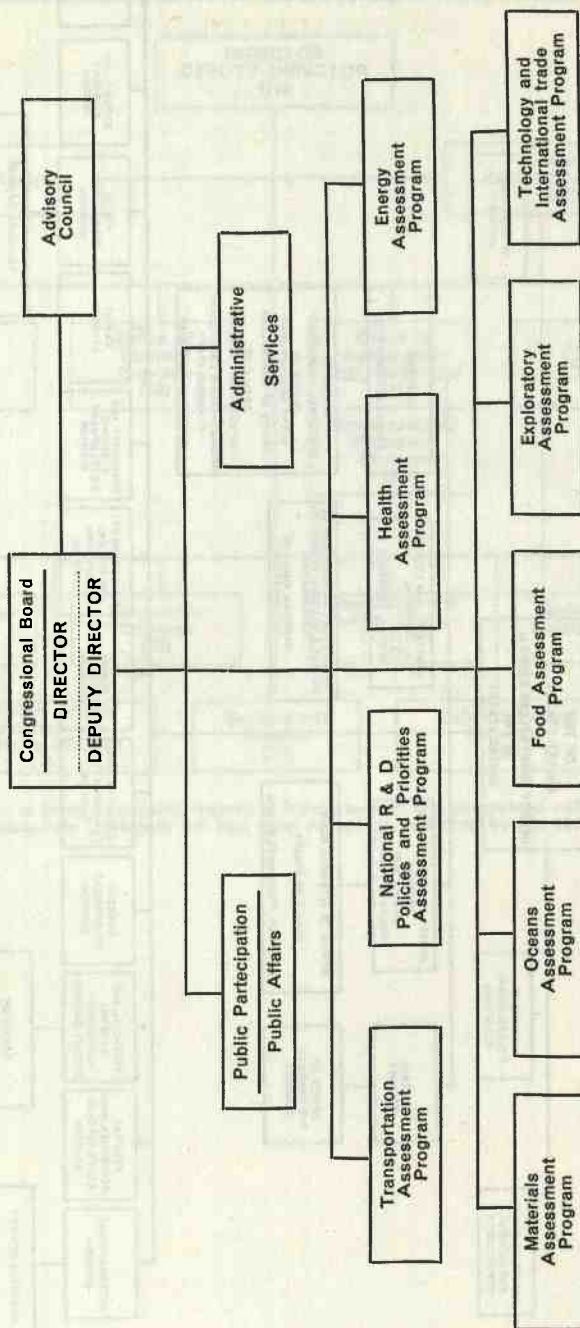 Congressional Board
DIRECTOR
DEPUTY DIRECTOR
Advisory
Council
Public Partecipation
Public Affairs
Administrative
Services
Transportation
Assessment
Program
National R & D
Policies and Priorities
Assessment Program
Health
Assessment
Program
Energy
Assessment
Program
Materials
Assessment
Program
Oceans
Assessment
Program
Food Assessment
Program
Exploratory
Assessment
Program
Technology and
International trade
Assessment Program